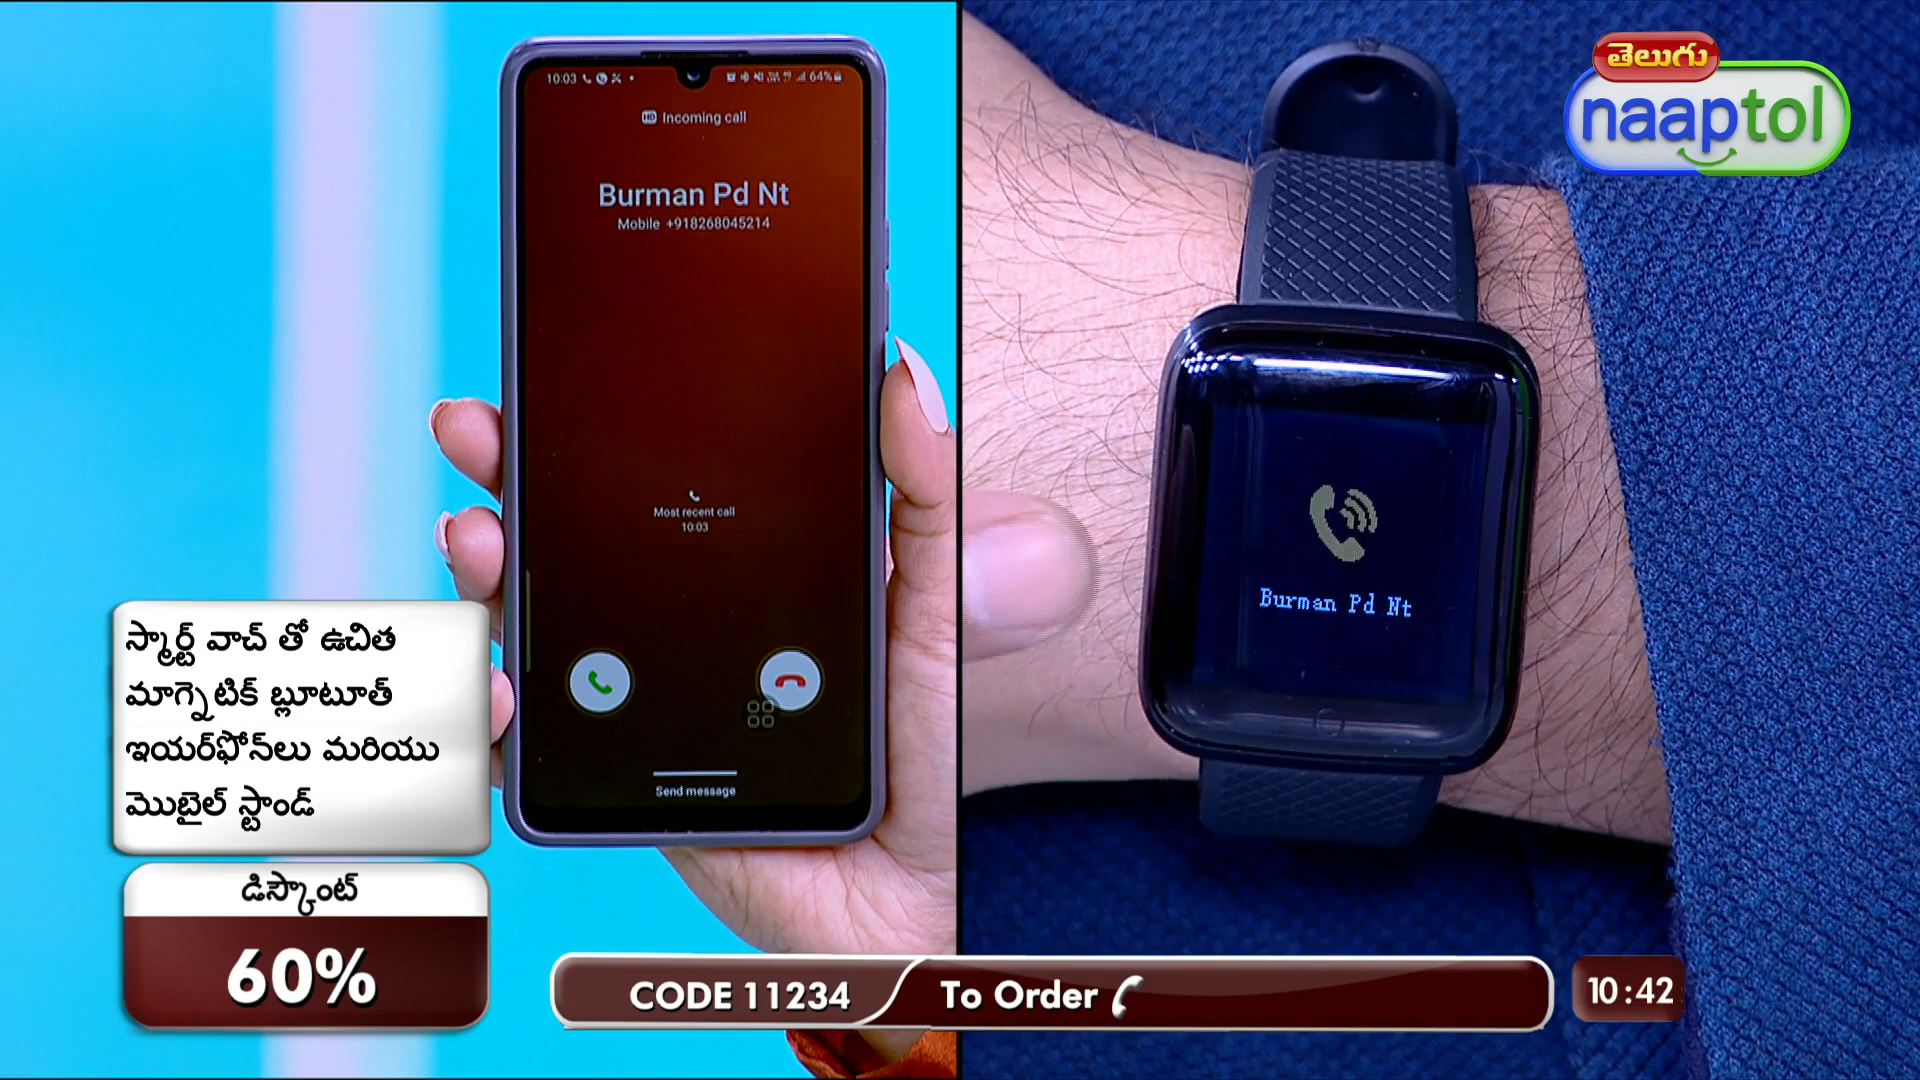 10:03
64%
Incoming call
Burman Pd Nt
Mobile +918268045214
Most recent call
10:03
Send message
తెలుగు
naaptol
Burman Pd Nt
స్మార్ట్ వాచ్ తో ఉచిత
మాగ్నెటిక్ బ్లూటూత్
ఇయర్‌ఫోన్‌లు మరియు
మొబైల్ స్టాండ్
డిస్కౌంట్
60%
CODE 11234
To Order
10:42